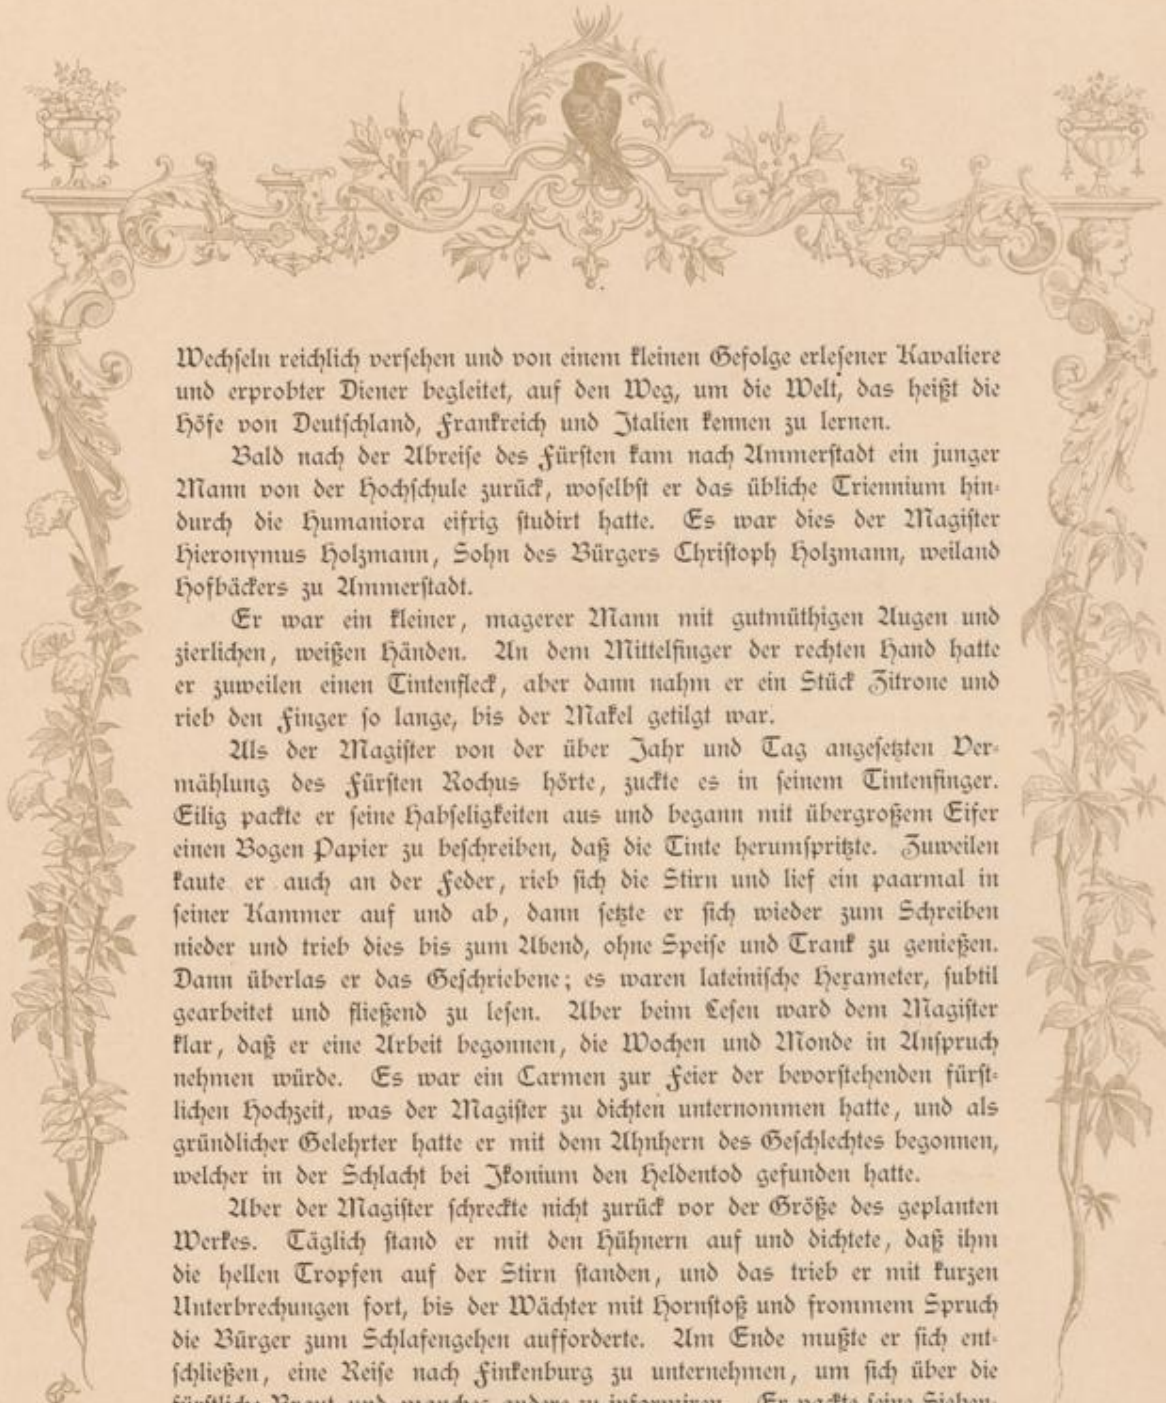 Wechseln reichlich versehen und von einem kleinen Gefolge erlesener Kavaliere
und erprobter Diener begleitet, auf den Weg, um die Welt, das heißt die
Höfe von Deutschland, Frankreich und Italien kennen zu lernen.
Bald nach der Abreise des Fürsten kam nach Ammerstadt ein junger
Mann von der Hochschule zurück, woselbst er das übliche Triennium hin-
durch die Humaniora eifrig studirt hatte. Es war dies der Magister
Hieronymus Holzmann, Sohn des Bürgers Christoph Holzmann, weiland
Hofbäckers zu Ammerstadt.
Er war ein kleiner, magerer Mann mit gutmüthigen Augen und
zierlichen, weißen Händen. An dem Mittelfinger der rechten Hand hatte
er zuweilen einen Tintenfleck, aber dann nahm er ein Stück Zitrone und
rieb den Finger so lange, bis der Makel getilgt war.
Als der Magister von der über Jahr und Tag angesetzten Ver-
mählung des Fürsten Rochus hörte, zuckte es in seinem Tintenfinger.
Eilig packte er seine Habseligkeiten aus und begann mit übergroßem Eifer
einen Bogen Papier zu beschreiben, daß die Tinte herumspritzte. Zuweilen
kaute er auch an der Feder, rieb sich die Stirn und lief ein paarmal in
seiner Kammer auf und ab, dann setzte er sich wieder zum Schreiben
nieder und trieb dies bis zum Abend, ohne Speise und Trank zu genießen.
Dann überlas er das Geschriebene; es waren lateinische Hexameter, subtil
gearbeitet und fließend zu lesen. Aber beim Lesen ward dem Magister
klar, daß er eine Arbeit begonnen, die Wochen und Monde in Anspruch
nehmen würde. Es war ein Carmen zur Feier der bevorstehenden fürst-
lichen Hochzeit, was der Magister zu dichten unternommen hatte, und als
gründlicher Gelehrter hatte er mit dem Ahnhern des Geschlechtes begonnen,
welcher in der Schlacht bei Ikonium den Heldentod gefunden hatte.
Aber der Magister schreckte nicht zurück vor der Größe des geplanten
Werkes. Täglich stand er mit den Hühnern auf und dichtete, daß ihm
die hellen Tropfen auf der Stirn standen, und das trieb er mit kurzen
Unterbrechungen fort, bis der Wächter mit Hornstoß und frommem Spruch
die Bürger zum Schlafengehen aufforderte. Am Ende mußte er sich ent-
schließen, eine Reise nach Finkenburg zu unternehmen, um sich über die
fürstliche Braut und manches andere zu informiren. Er packte seine Sieben-